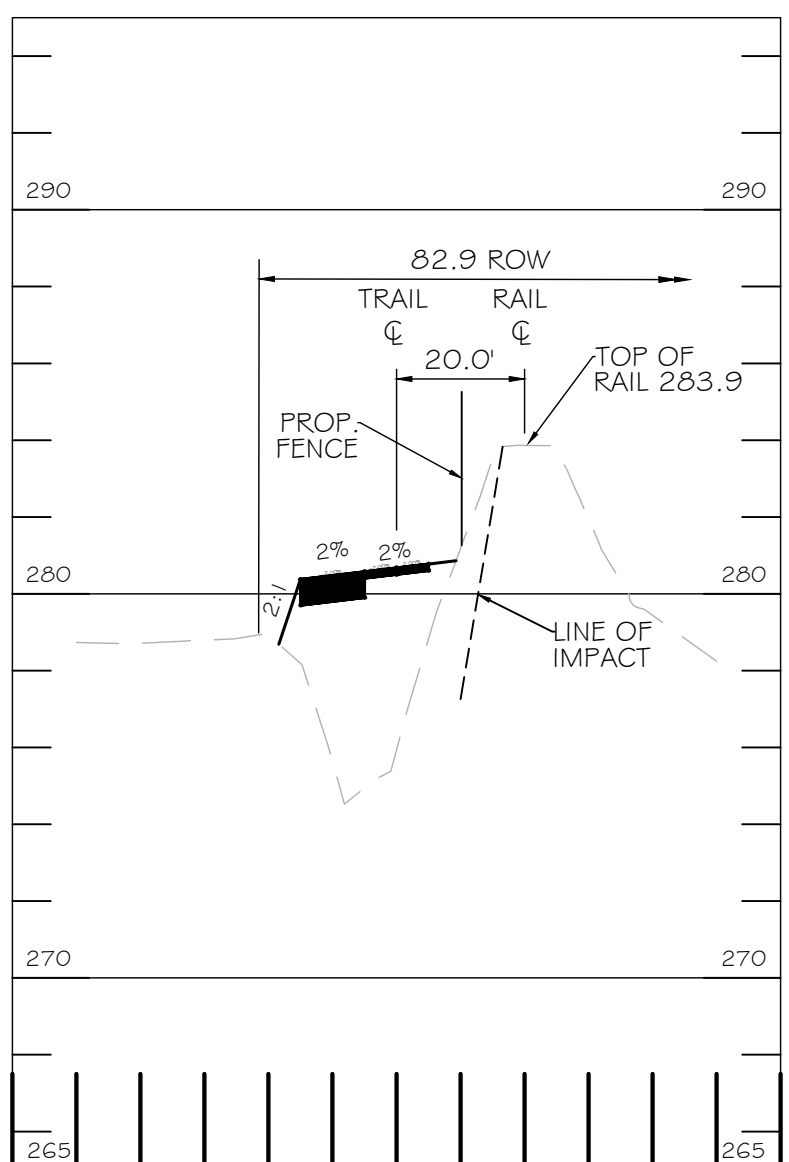 290 290
82.9 ROW
TRAIL
℄
RAIL
℄
20.0'
TOP OF
RAIL 283.9
PROP.
FENCE
2% 2%
280 280
2:1
LINE OF
IMPACT
270 270
265 265